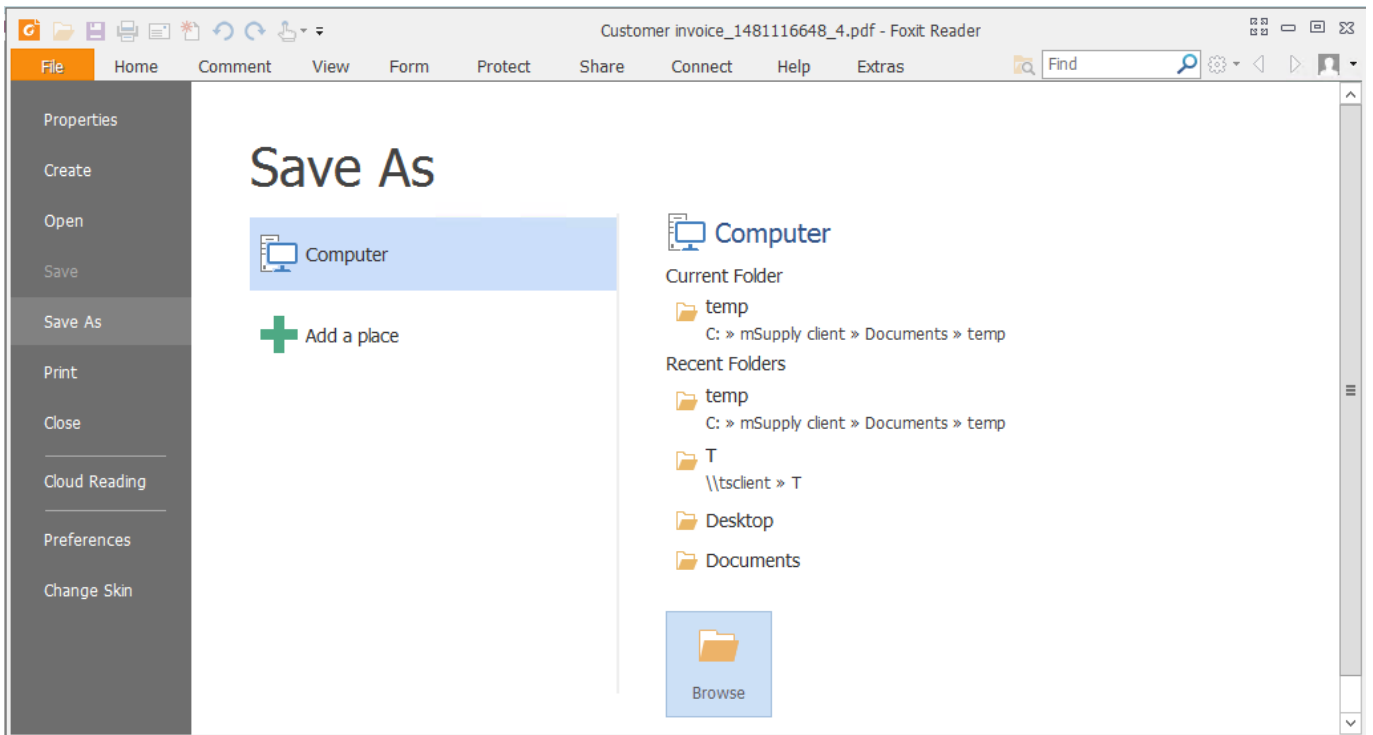 Customer invoice_1481116648_4.pdf - Foxit Reader
File Home Comment View Form Protect Share Connect Help Extras Find
Properties
Create
Open
Save
Save As
Print
Close
Cloud Reading
Preferences
Change Skin
Save As
Computer
Add a place
Computer
Current Folder
temp
C: » mSupply client » Documents » temp
Recent Folders
temp
C: » mSupply client » Documents » temp
T
\\tsclient » T
Desktop
Documents
Browse